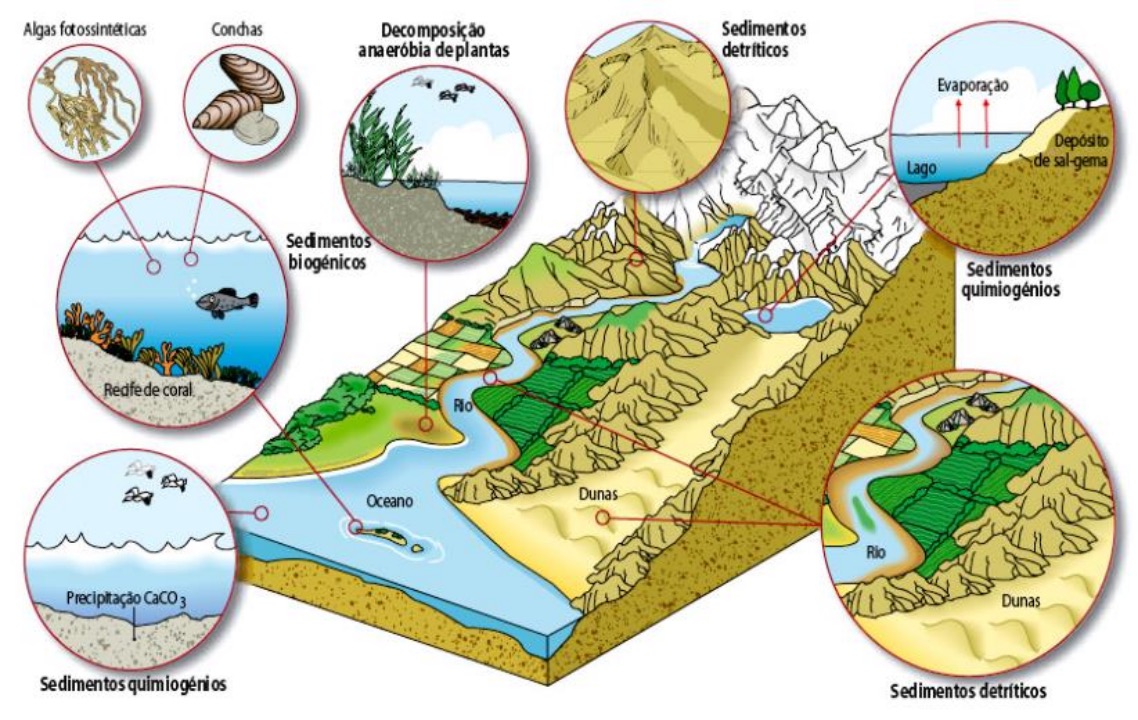 Algas fotossintéticas
Conchas
Decomposição
anaeróbia de plantas
Sedimentos
detríticos
Evaporação
Lago
Depósito
de sal-gema
Sedimentos
quimiogénios
Sedimentos
biogénicos
Recife de coral
Rio
Oceano
Dunas
Precipitação CaCO3
Sedimentos quimiogénios
Rio
Dunas
Sedimentos detríticos